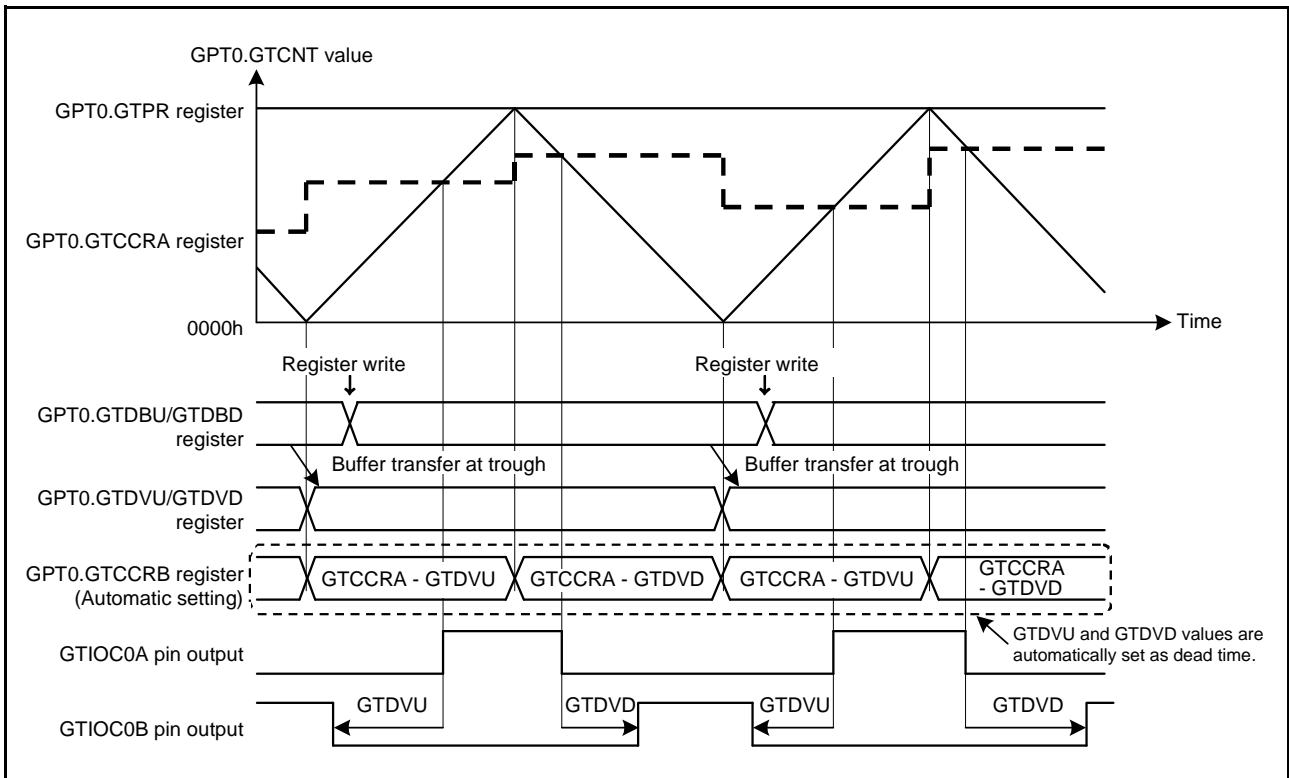 GPT0.GTCNT value
GPT0.GTPR register
GPT0.GTCCRA register
0000h
Time
Register write
Register write
GPT0.GTDBU/GTDBD
register
Buffer transfer at trough
Buffer transfer at trough
GPT0.GTDVU/GTDVD
register
GPT0.GTCCRB register
(Automatic setting)
GTCCRA - GTDVU
GTCCRA - GTDVD
GTCCRA - GTDVU
GTCCRA
- GTDVD
GTDVU and GTDVD values are
automatically set as dead time.
GTIOC0A pin output
GTDVU
GTDVD
GTDVU
GTDVD
GTIOC0B pin output